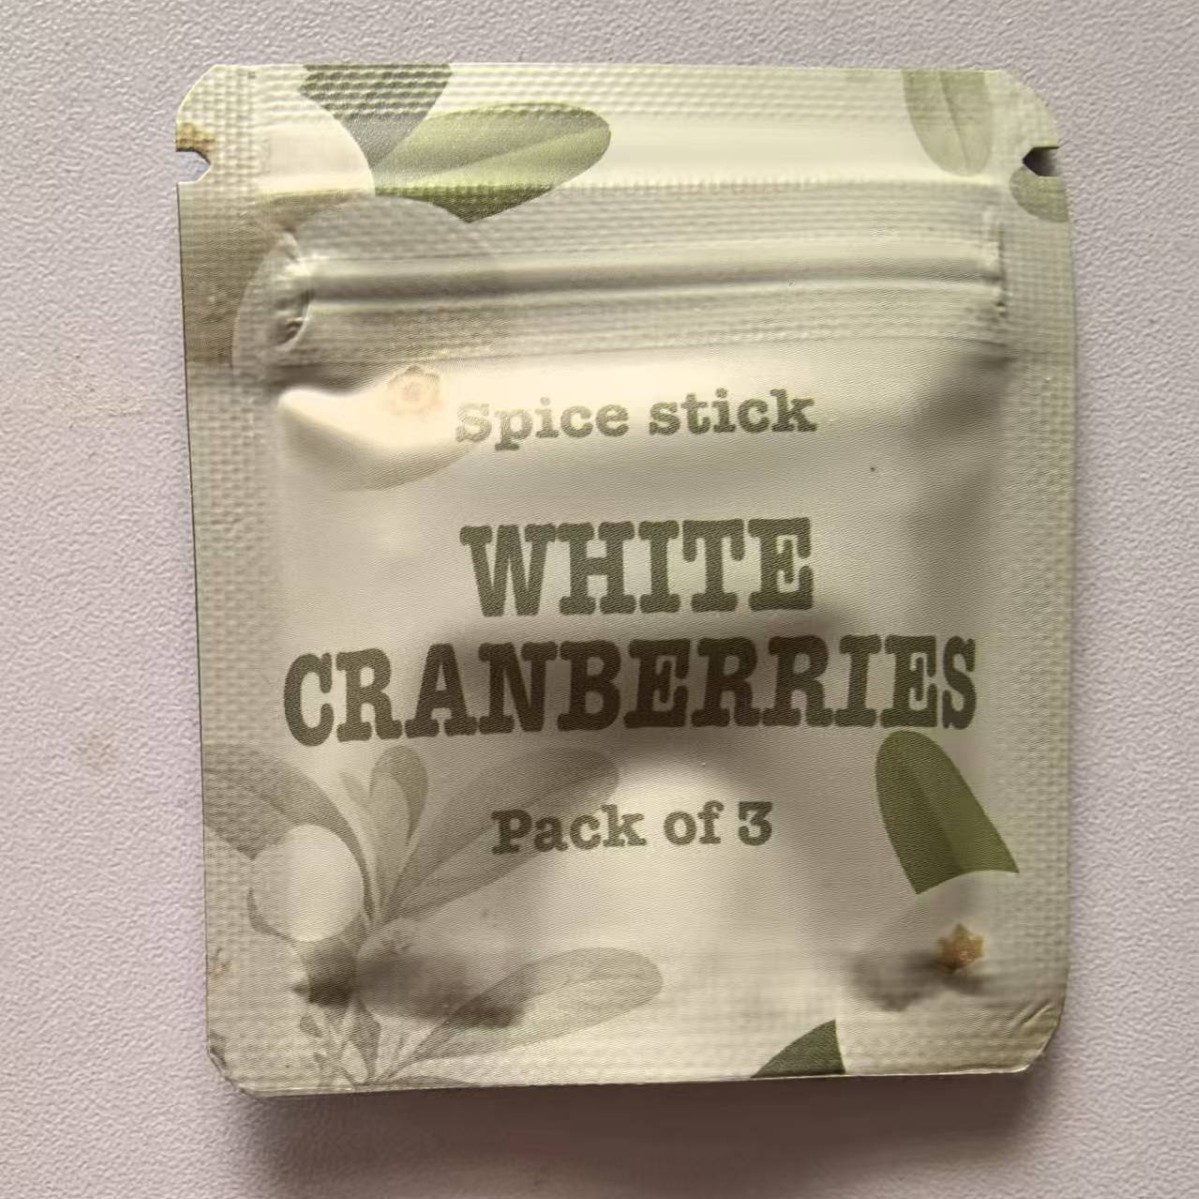 Spice stick
WHITE
CRANBERRIES
Pack of 3